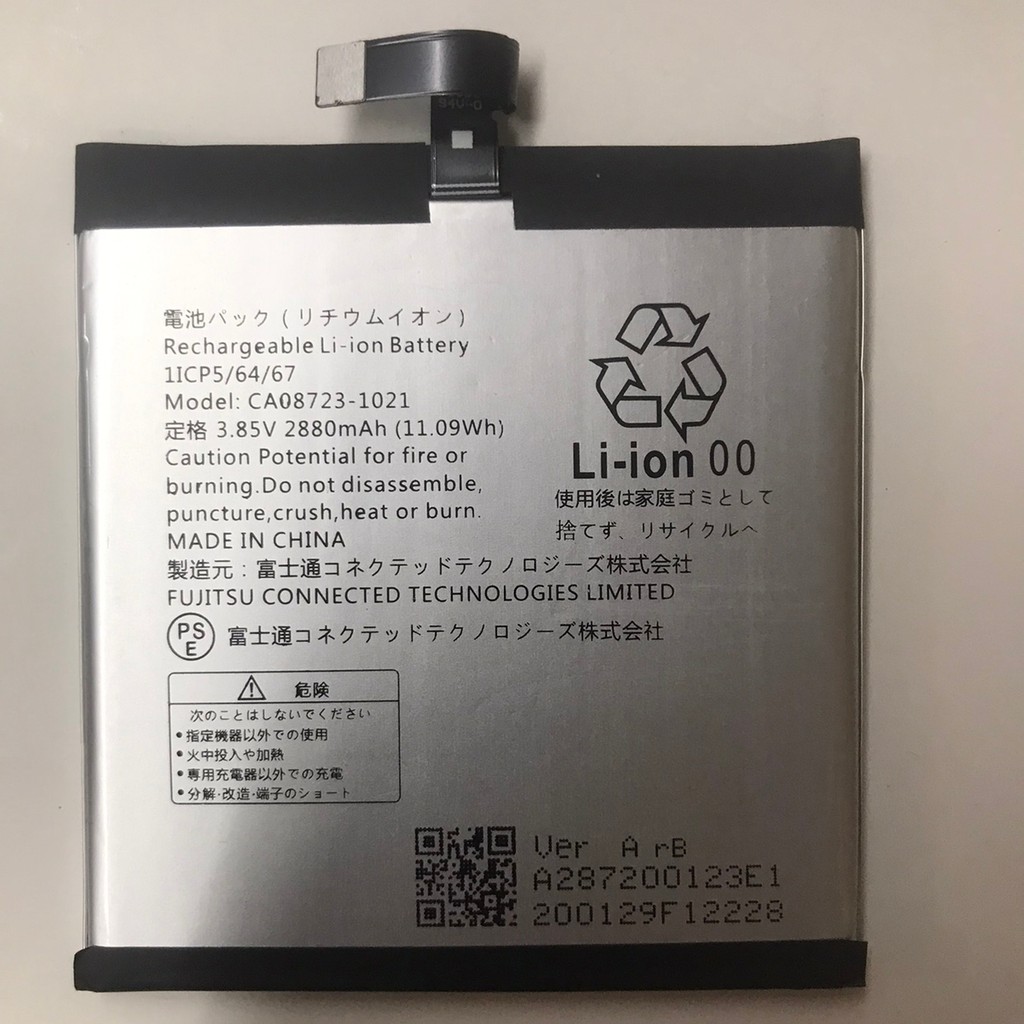 94V-0
電池パック(リチウムイオン)
Rechargeable Li-ion Battery
1ICP5/64/67
Model: CA08723-1021
定格 3.85V 2880mAh (11.09Wh)
Caution Potential for fire or
burning.Do not disassemble,
puncture,crush,heat or burn.
MADE IN CHINA
製造元:富士通コネクテッドテクノロジーズ株式会社
FUJITSU CONNECTED TECHNOLOGIES LIMITED
PS
E
富士通コネクテッドテクノロジーズ株式会社
Li-ion 00
使用後は家庭ゴミとして
捨てず、リサイクルへ
危険
次のことはしないでください
•指定機器以外での使用
•火中投入や加熱
•専用充電器以外での充電
•分解·改造·端子のショート
Ver A rB
A287200123E1
200129F12228